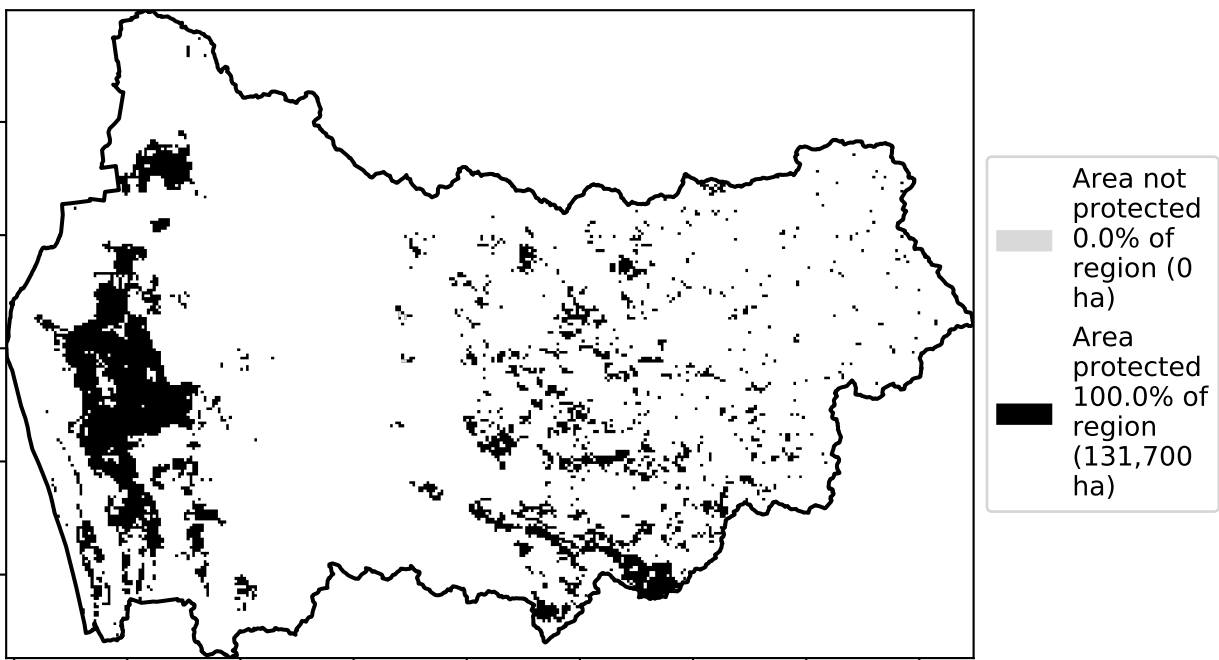 Area not
protected
0.0% of
region (0
ha)
Area
protected
100.0% of
region
(131,700
ha)